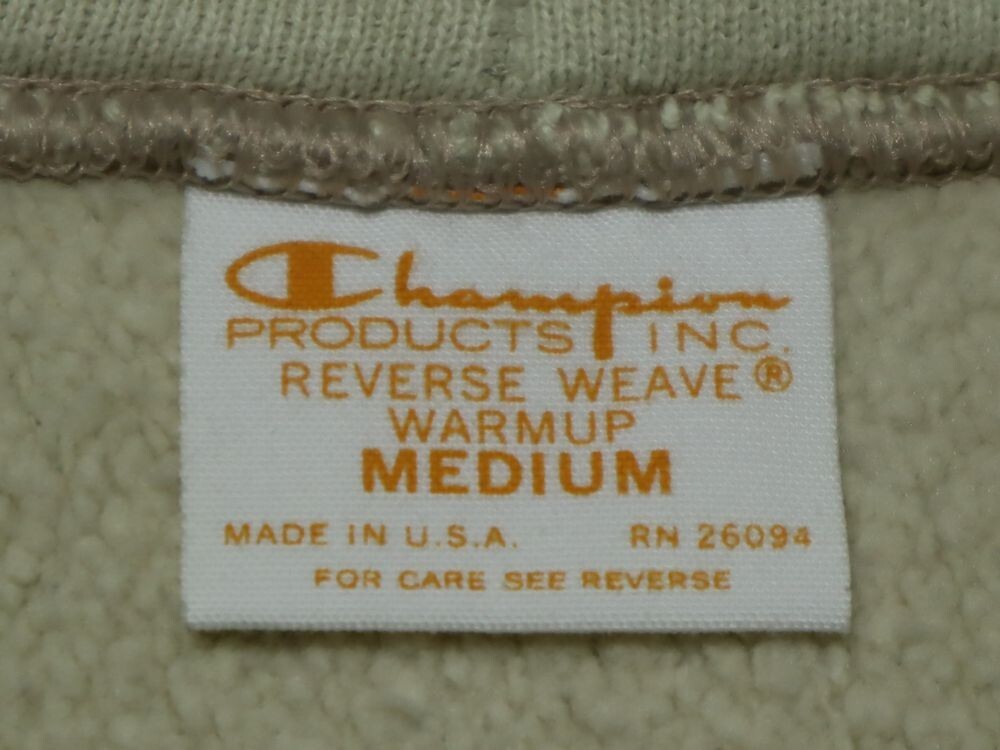 Champion
PRODUCTS INC.
REVERSE WEAVE®
WARMUP
MEDIUM
MADE IN U.S.A. RN 26094
FOR CARE SEE REVERSE